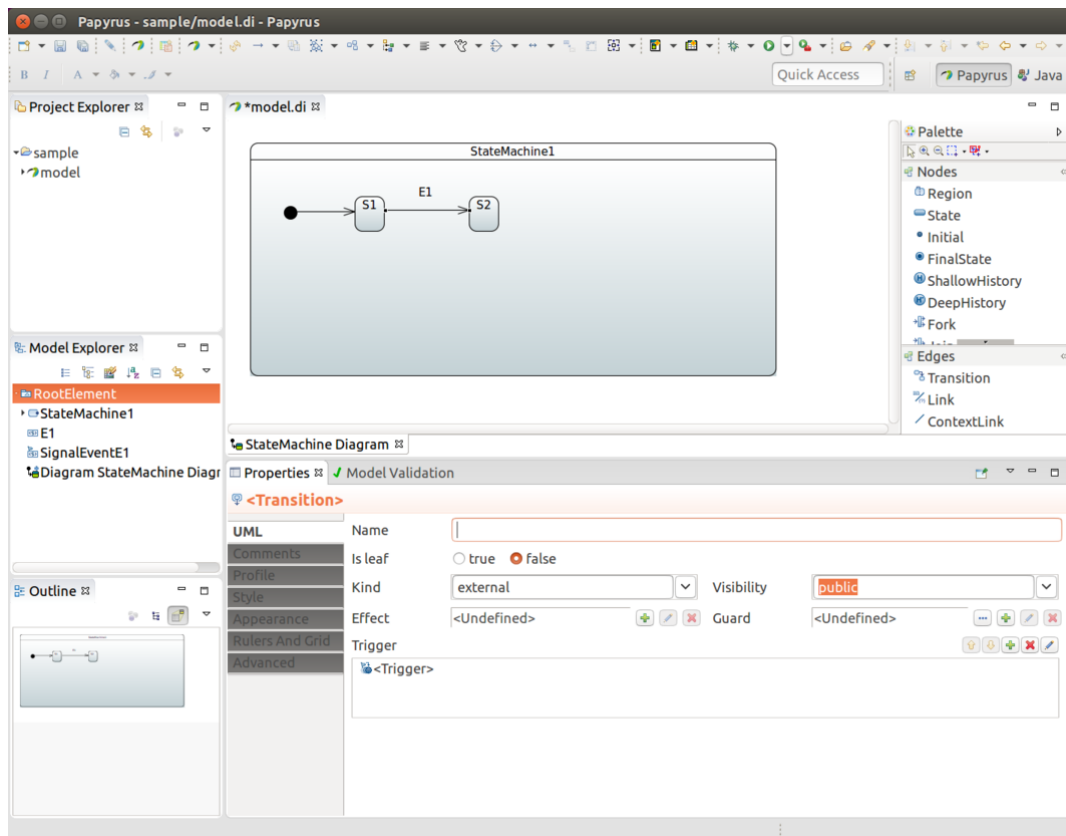 Papyrus - sample/model.di - Papyrus
B I A
Quick Access
Papyrus
Java
Project Explorer
sample
model
*model.di
StateMachine1
S1
E1
S2
Palette
Nodes
Region
State
Initial
FinalState
ShallowHistory
DeepHistory
Fork
Edges
Transition
Link
ContextLink
Model Explorer
RootElement
StateMachine1
E1
SignalEventE1
Diagram StateMachine Diagr
StateMachine Diagram
Properties
Model Validation
<Transition>
UML
Comments
Profile
Style
Appearance
Rulers And Grid
Advanced
Name
Is leaf
true
false
Kind
external
Visibility
public
Effect
<Undefined>
Guard
<Undefined>
Trigger
<Trigger>
Outline